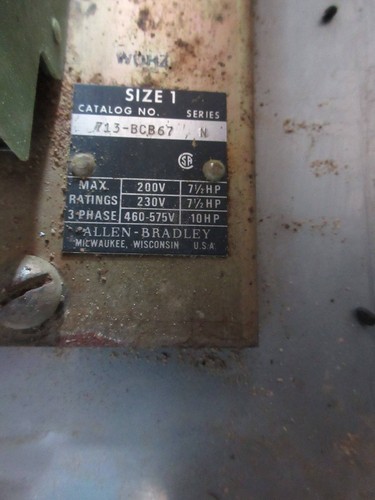 SIZE 1
CATALOG NO. SERIES
713-BCB67 N
SA
MAX. 200V 7½HP
RATINGS 230V 7½HP
3 PHASE 460-575V 10HP
ALLEN-BRADLEY
MILWAUKEE, WISCONSIN U.S.A.